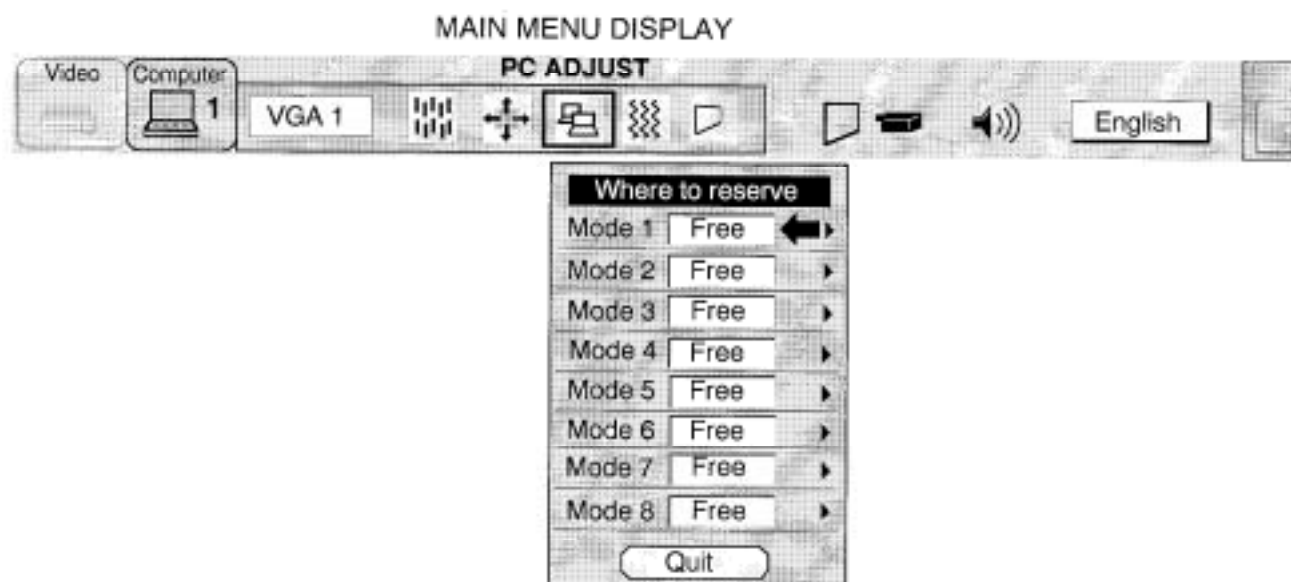 MAIN MENU DISPLAY
PC ADJUST
Video
Computer
1
VGA 1
English
Where to reserve
Mode 1 Free
Mode 2 Free
Mode 3 Free
Mode 4 Free
Mode 5 Free
Mode 6 Free
Mode 7 Free
Mode 8 Free
Quit